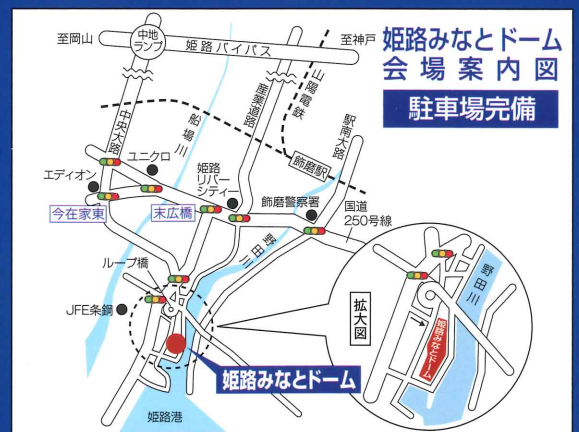 姫路みなとドーム
会場案内図
駐車場完備
至岡山
中地
ランプ
姫路バイパス
至神戸
山陽電鉄
産業道路
駅南大路
中央大路
船場川
ユニクロ
エディオン
姫路
リバー
シティー
飾磨駅
飾磨警察署
国道
250号線
今在家東
末広橋
野田川
ループ橋
JFE条鋼
拡大図
野田川
姫路みなとドーム
姫路みなとドーム
姫路港